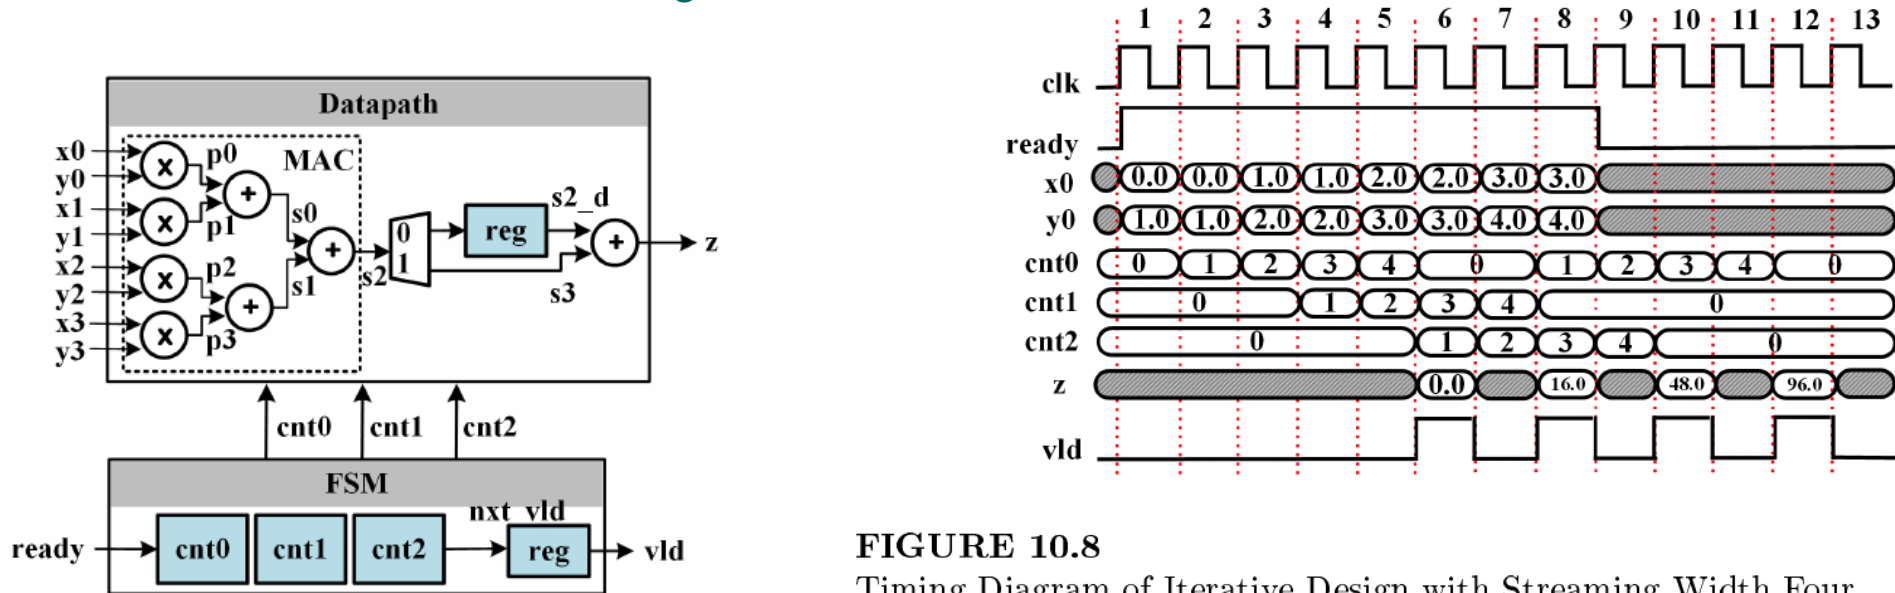 Datapath
MAC
x0
y0
x1
y1
x2
y2
x3
y3
x
x
x
x
p0
p1
p2
p3
+
+
+
s0
s1
s2
0
1
reg
s2_d
s3
+
z
cnt0
cnt1
cnt2
FSM
ready
cnt0
cnt1
cnt2
nxt_vld
reg
vld
1 2 3 4 5 6 7 8 9 10 11 12 13
clk
ready
x0 0.0 0.0 1.0 1.0 2.0 2.0 3.0 3.0
y0 1.0 1.0 2.0 2.0 3.0 3.0 4.0 4.0
cnt0 0 1 2 3 4 0 1 2 3 4 0
cnt1 0 1 2 3 4 0
cnt2 0 1 2 3 4 0
z 0.0 16.0 48.0 96.0
vld
FIGURE 10.8
Timing Diagram of Iterative Design with Streaming Width Four